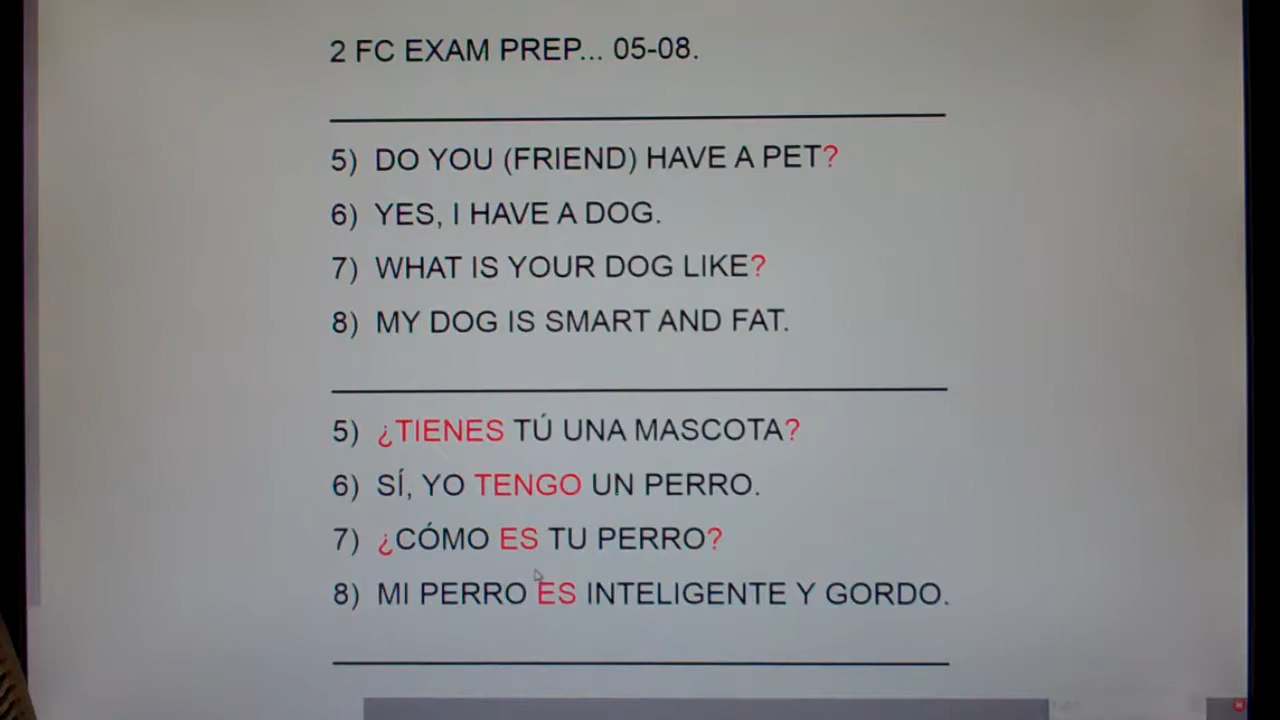 2 FC EXAM PREP... 05-08.
5) DO YOU (FRIEND) HAVE A PET?
6) YES, I HAVE A DOG.
7) WHAT IS YOUR DOG LIKE?
8) MY DOG IS SMART AND FAT.
5) ¿TIENES TÚ UNA MASCOTA?
6) SÍ, YO TENGO UN PERRO.
7) ¿CÓMO ES TU PERRO?
8) MI PERRO ES INTELIGENTE Y GORDO.